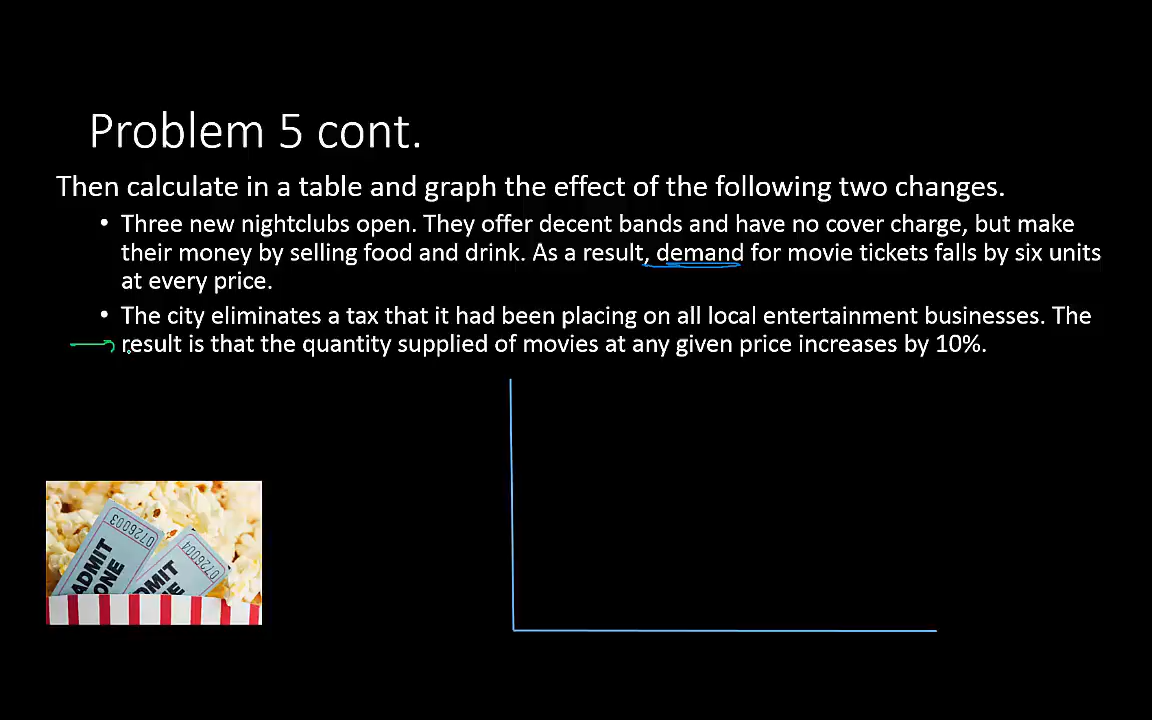 Problem 5 cont.
Then calculate in a table and graph the effect of the following two changes.
• Three new nightclubs open. They offer decent bands and have no cover charge, but make
their money by selling food and drink. As a result, demand for movie tickets falls by six units
at every price.
• The city eliminates a tax that it had been placing on all local entertainment businesses. The
result is that the quantity supplied of movies at any given price increases by 10%.
0726003
ADMIT
ONE
0726004